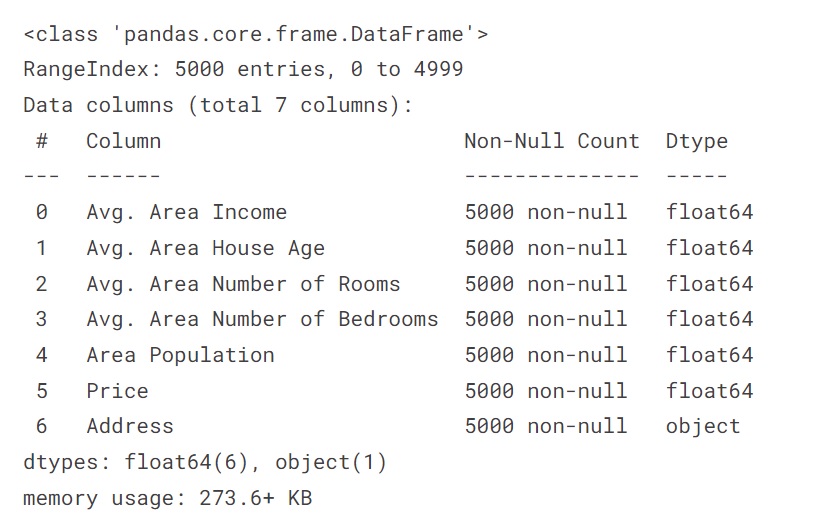 <class 'pandas.core.frame.DataFrame'>
RangeIndex: 5000 entries, 0 to 4999
Data columns (total 7 columns):
 #   Column                        Non-Null Count  Dtype
---  ------                        --------------  -----
 0   Avg. Area Income              5000 non-null   float64
 1   Avg. Area House Age           5000 non-null   float64
 2   Avg. Area Number of Rooms     5000 non-null   float64
 3   Avg. Area Number of Bedrooms  5000 non-null   float64
 4   Area Population               5000 non-null   float64
 5   Price                         5000 non-null   float64
 6   Address                       5000 non-null   object
dtypes: float64(6), object(1)
memory usage: 273.6+ KB